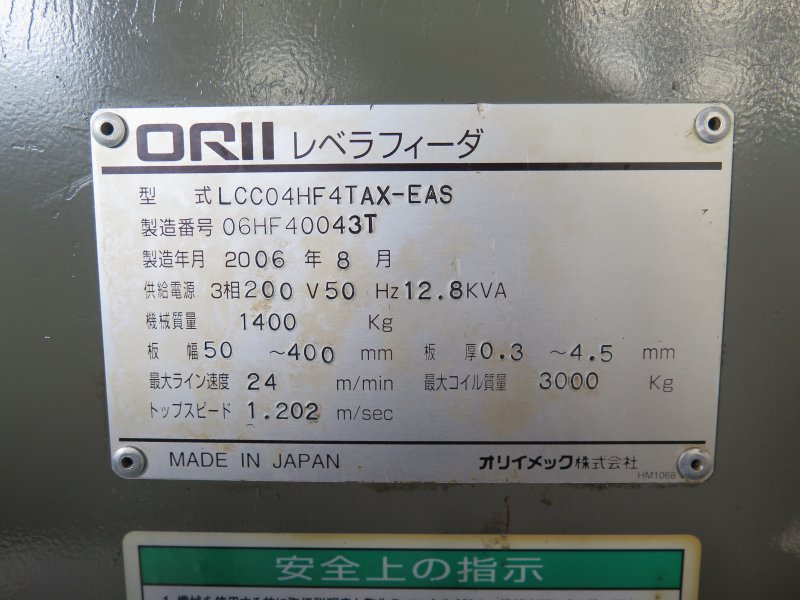 ORII レベラフィーダ
型 式 LCC04HF4TAX-EAS
製造番号 06HF40043T
製造年月 2006 年 8 月
供給電源 3相200 V50 Hz12.8KVA
機械質量 1400 Kg
板 幅 50 ~400 mm 板 厚 0.3 ~4.5 mm
最大ライン速度 24 m/min 最大コイル質量 3000 Kg
トップスピード 1.202 m/sec
MADE IN JAPAN オリイメック株式会社
HM1068
安全上の指示